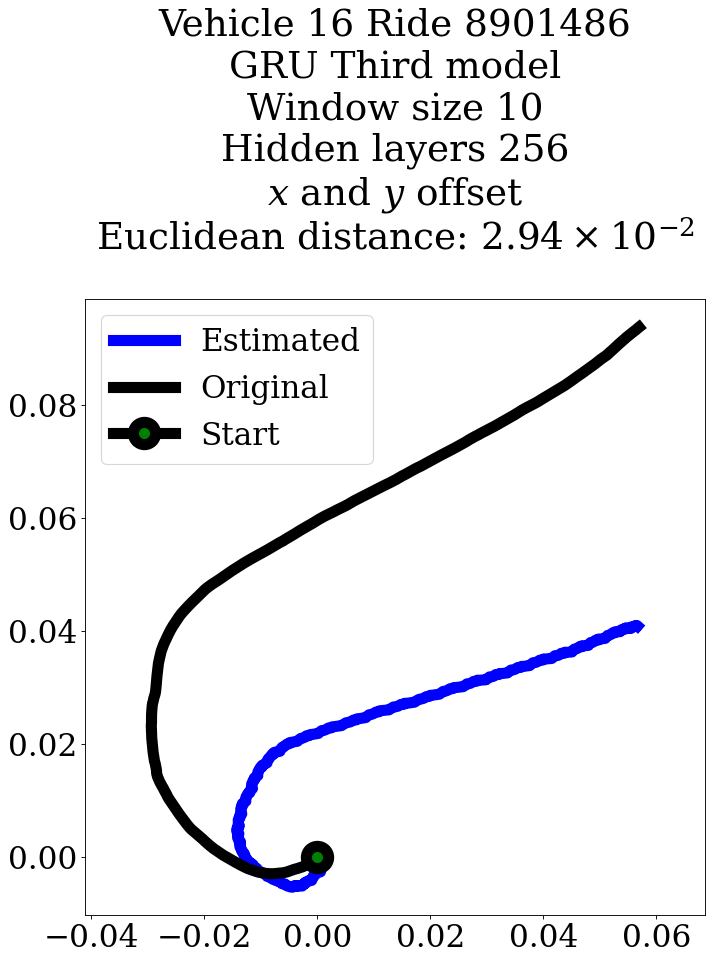 Vehicle 16 Ride 8901486
GRU Third model
Window size 10
Hidden layers 256
x and y offset
Euclidean distance: 2.94 × 10⁻²
Estimated
Original
Start
0.08
0.06
0.04
0.02
0.00
−0.04 −0.02 0.00 0.02 0.04 0.06